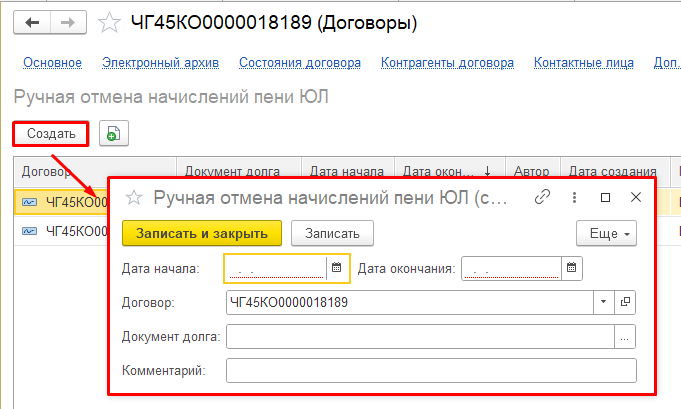 ЧГ45КО0000018189 (Договоры)
Основное Электронный архив Состояния договора Контрагенты договора Контактные лица Доп.
Ручная отмена начислений пени ЮЛ
Создать
Договор Документ долга Дата начала Дата окон... ↓ Автор Дата создания
ЧГ45КО00
ЧГ45КО0
Ручная отмена начислений пени ЮЛ (с...
Записать и закрыть Записать Еще
Дата начала: . . Дата окончания: . .
Договор: ЧГ45КО0000018189
Документ долга: ...
Комментарий: